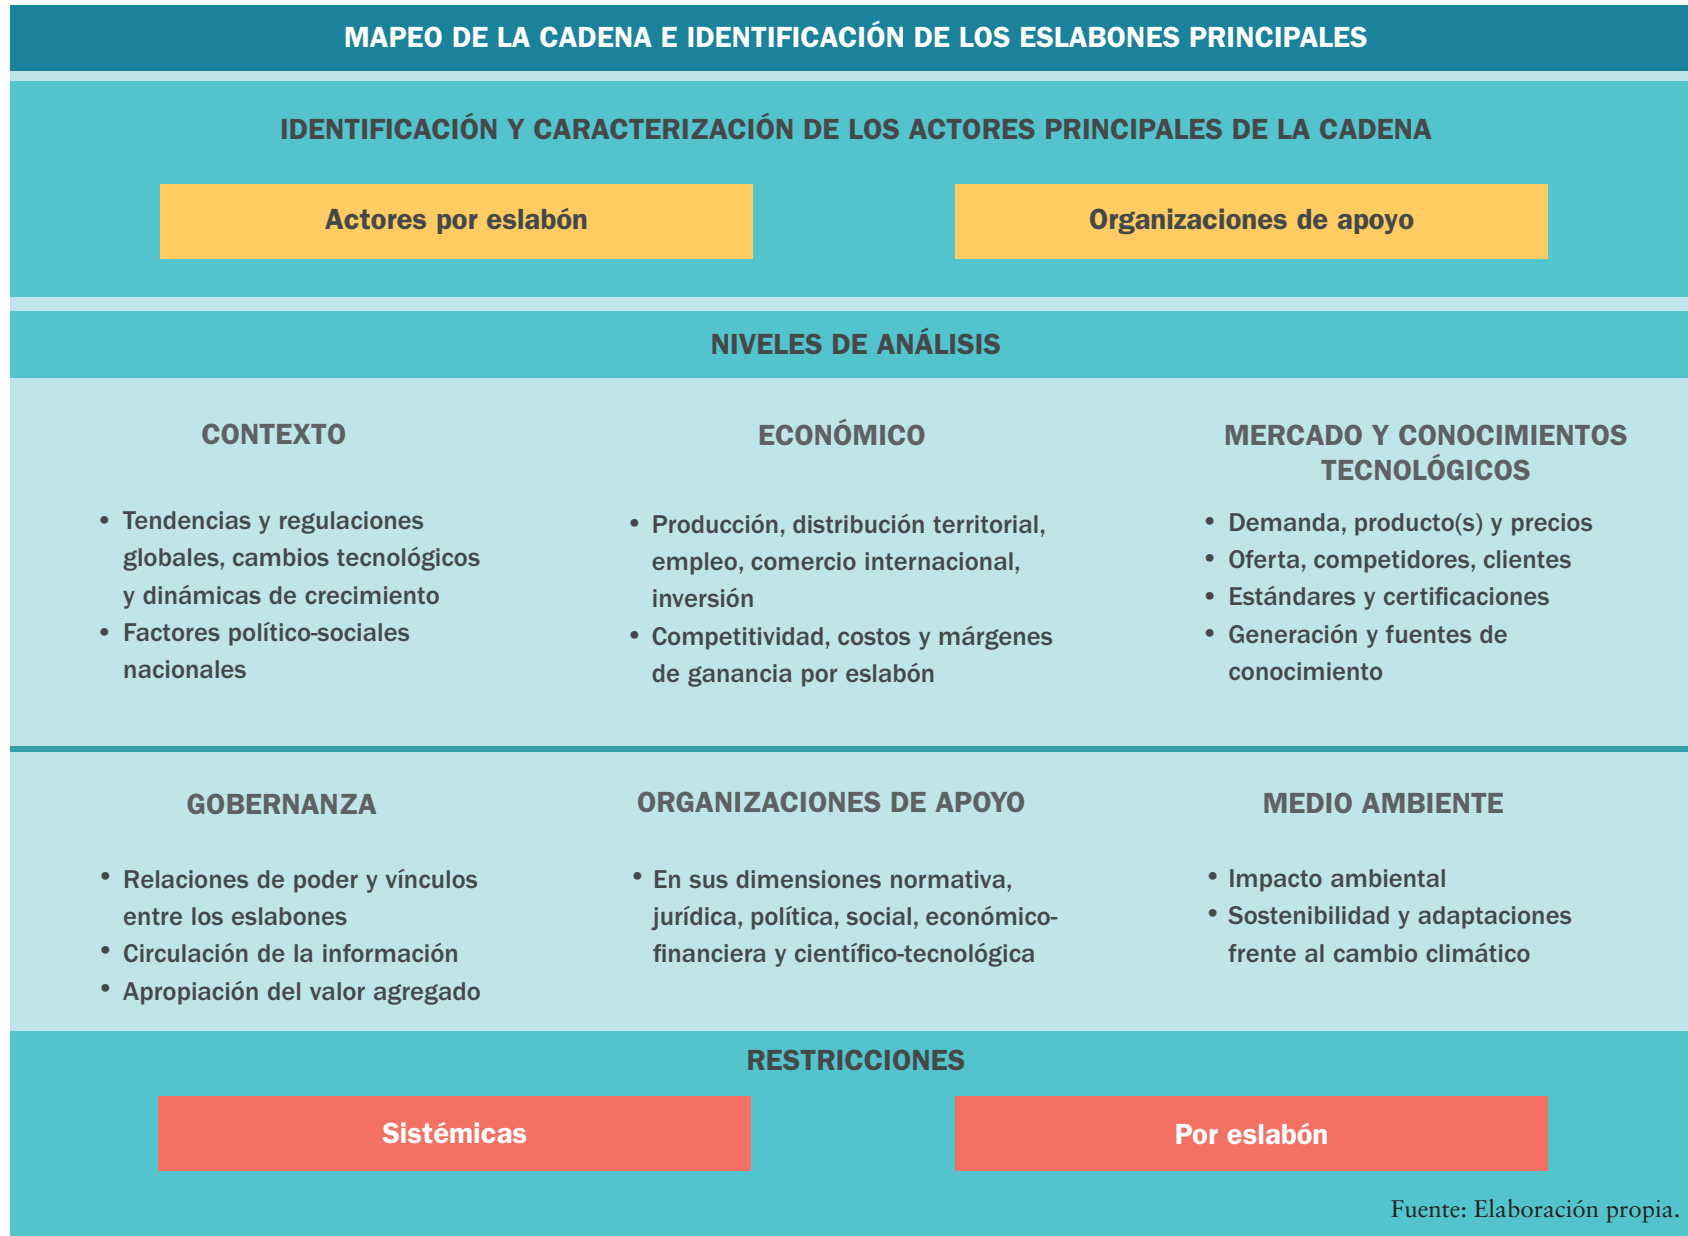 MAPEO DE LA CADENA E IDENTIFICACIÓN DE LOS ESLABONES PRINCIPALES
IDENTIFICACIÓN Y CARACTERIZACIÓN DE LOS ACTORES PRINCIPALES DE LA CADENA
Actores por eslabón
Organizaciones de apoyo
NIVELES DE ANÁLISIS
CONTEXTO
• Tendencias y regulaciones
globales, cambios tecnológicos
y dinámicas de crecimiento
• Factores político-sociales
nacionales
ECONÓMICO
• Producción, distribución territorial,
empleo, comercio internacional,
inversión
• Competitividad, costos y márgenes
de ganancia por eslabón
MERCADO Y CONOCIMIENTOS
TECNOLÓGICOS
• Demanda, producto(s) y precios
• Oferta, competidores, clientes
• Estándares y certificaciones
• Generación y fuentes de
conocimiento
GOBERNANZA
• Relaciones de poder y vínculos
entre los eslabones
• Circulación de la información
• Apropiación del valor agregado
ORGANIZACIONES DE APOYO
• En sus dimensiones normativa,
jurídica, política, social, económico-
financiera y científico-tecnológica
MEDIO AMBIENTE
• Impacto ambiental
• Sostenibilidad y adaptaciones
frente al cambio climático
RESTRICCIONES
Sistémicas
Por eslabón
Fuente: Elaboración propia.